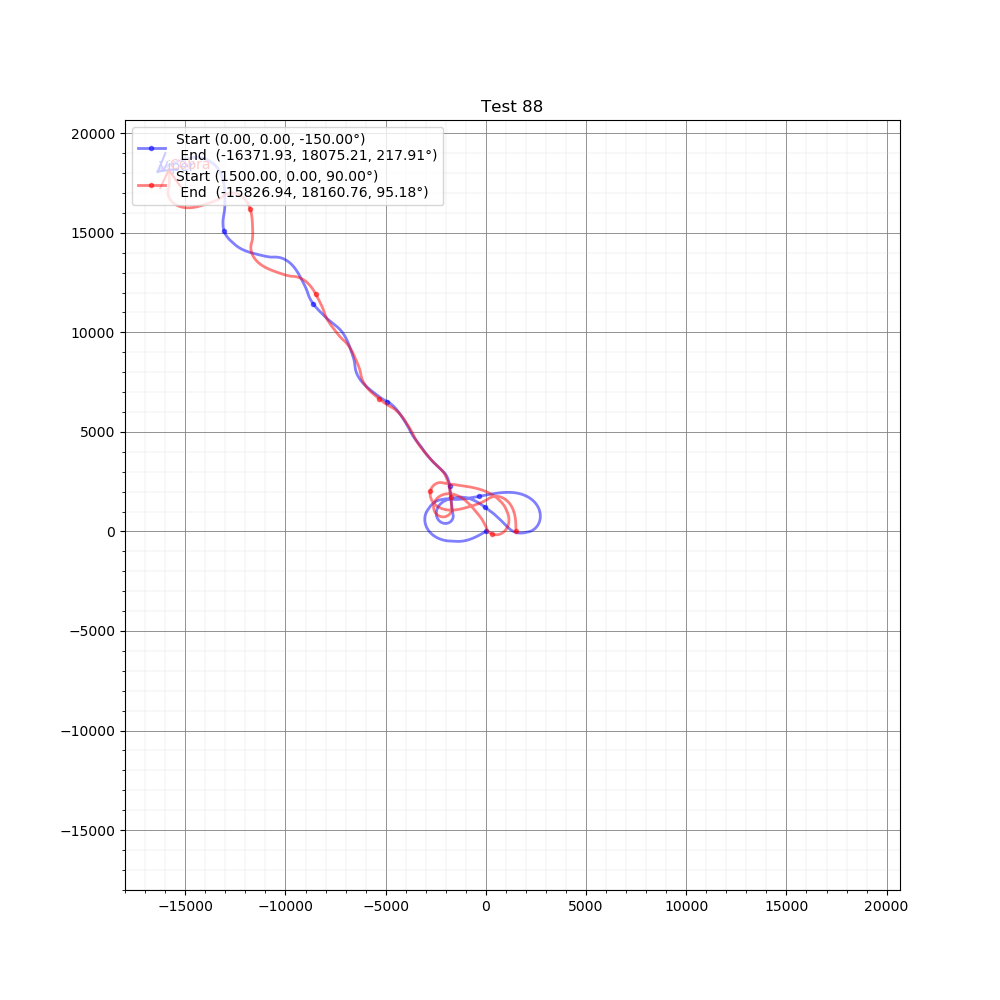 Test 88
Start (0.00, 0.00, -150.00°)
End (-16371.93, 18075.21, 217.91°)
Start (1500.00, 0.00, 90.00°)
End (-15826.94, 18160.76, 95.18°)
20000
15000
10000
5000
0
−5000
−10000
−15000
−15000 −10000 −5000 0 5000 10000 15000 20000